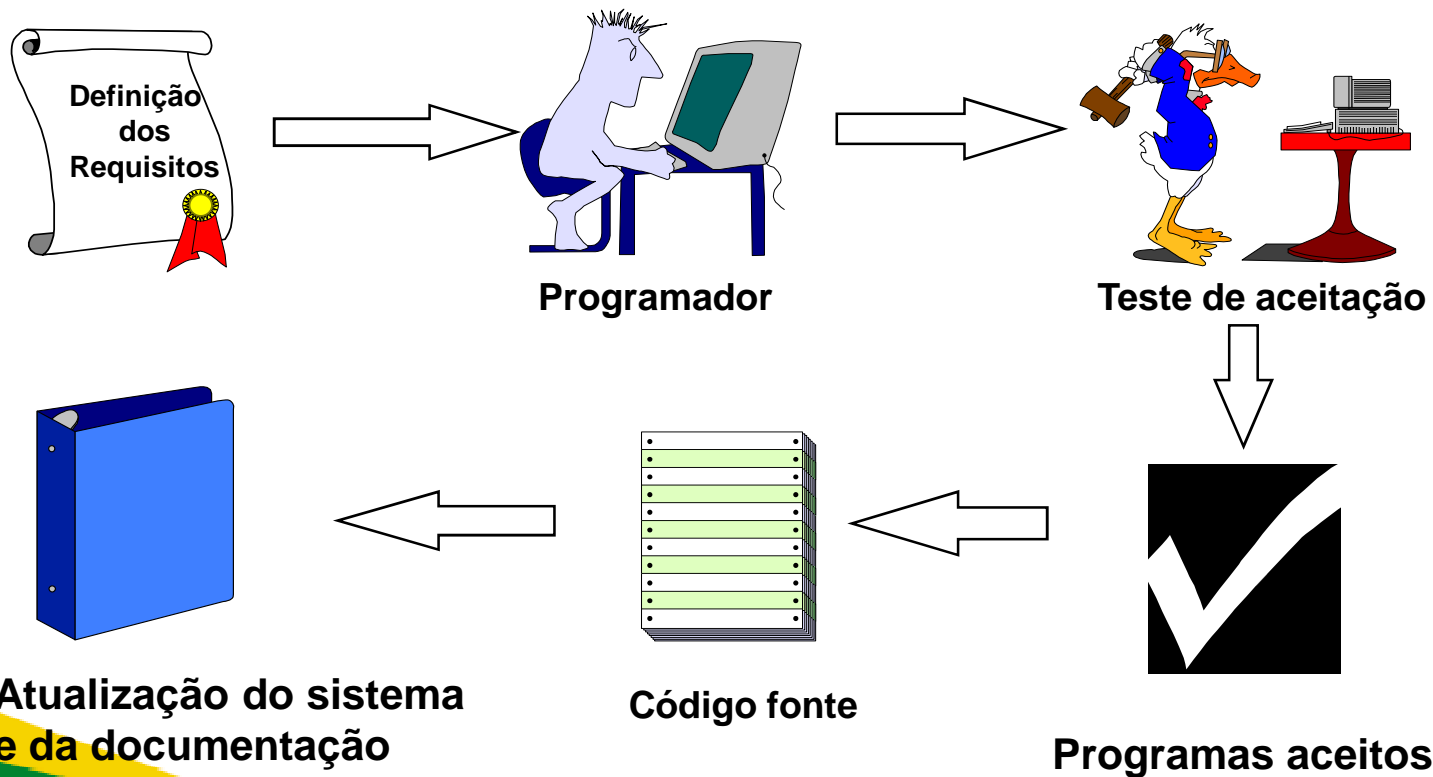 Definição
dos
Requisitos
Programador
Teste de aceitação
Atualização do sistema
e da documentação
Código fonte
Programas aceitos